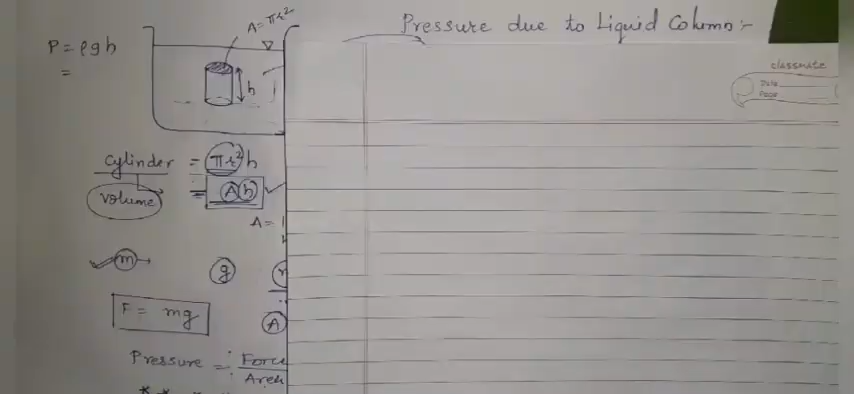 Pressure due to Liquid Column :-
A = πr²
P = ρgh
=
h
classmate
Date
Page
Cylinder = πr²h
volume = Ah
A =
m g
F = mg
A
Pressure = Force
Area